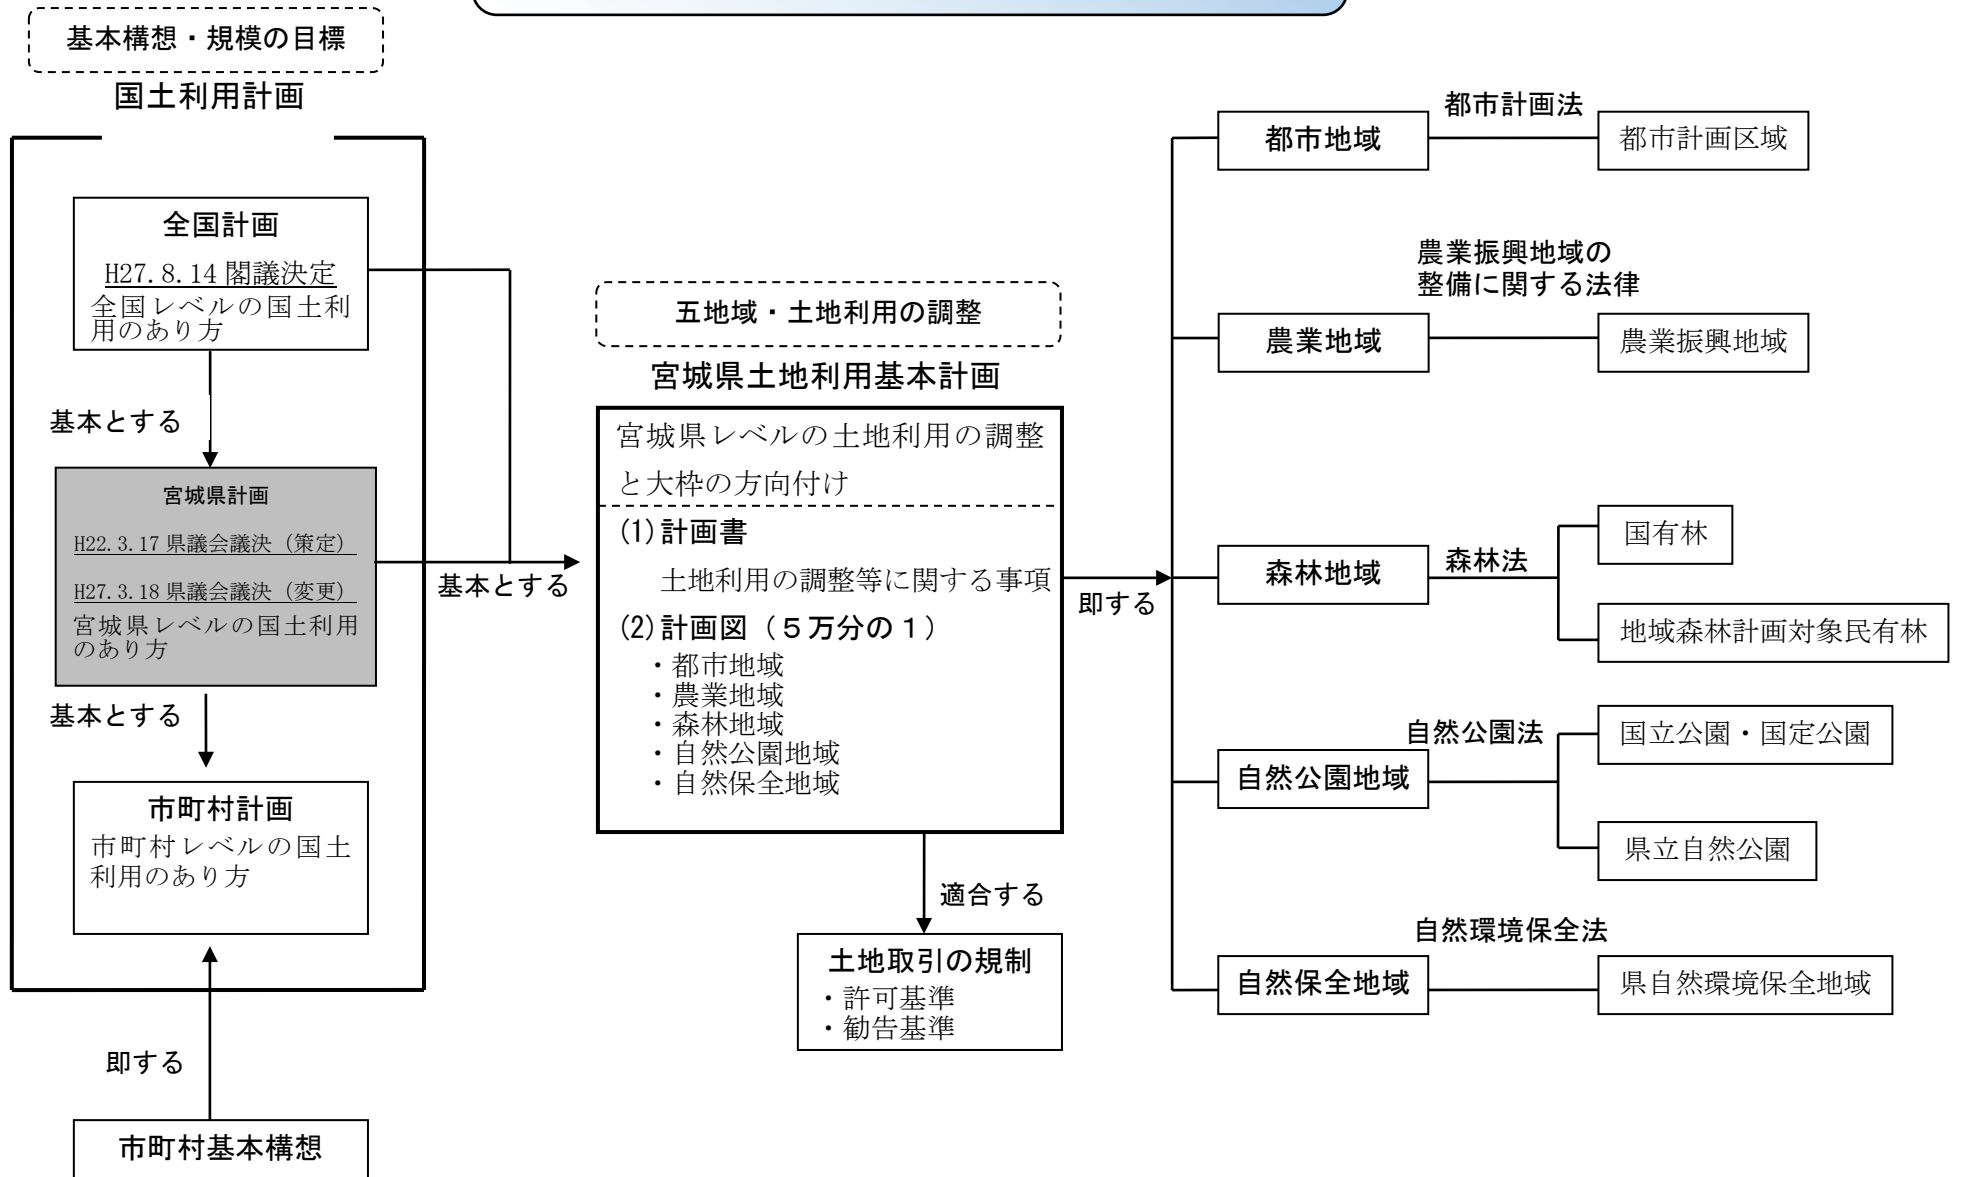 基本構想・規模の目標
国土利用計画
全国計画
H27.8.14 閣議決定
全国レベルの国土利
用のあり方
基本とする
宮城県計画
H22.3.17 県議会議決（策定）
H27.3.18 県議会議決（変更）
宮城県レベルの国土利用
のあり方
基本とする
市町村計画
市町村レベルの国土
利用のあり方
即する
市町村基本構想
基本とする
五地域・土地利用の調整
宮城県土地利用基本計画
宮城県レベルの土地利用の調整
と大枠の方向付け
(1)計画書
土地利用の調整等に関する事項
(2)計画図（５万分の１）
・都市地域
・農業地域
・森林地域
・自然公園地域
・自然保全地域
適合する
土地取引の規制
・許可基準
・勧告基準
即する
都市地域
都市計画法
都市計画区域
農業振興地域の
整備に関する法律
農業地域
農業振興地域
森林地域
森林法
国有林
地域森林計画対象民有林
自然公園法
自然公園地域
国立公園・国定公園
県立自然公園
自然環境保全法
自然保全地域
県自然環境保全地域